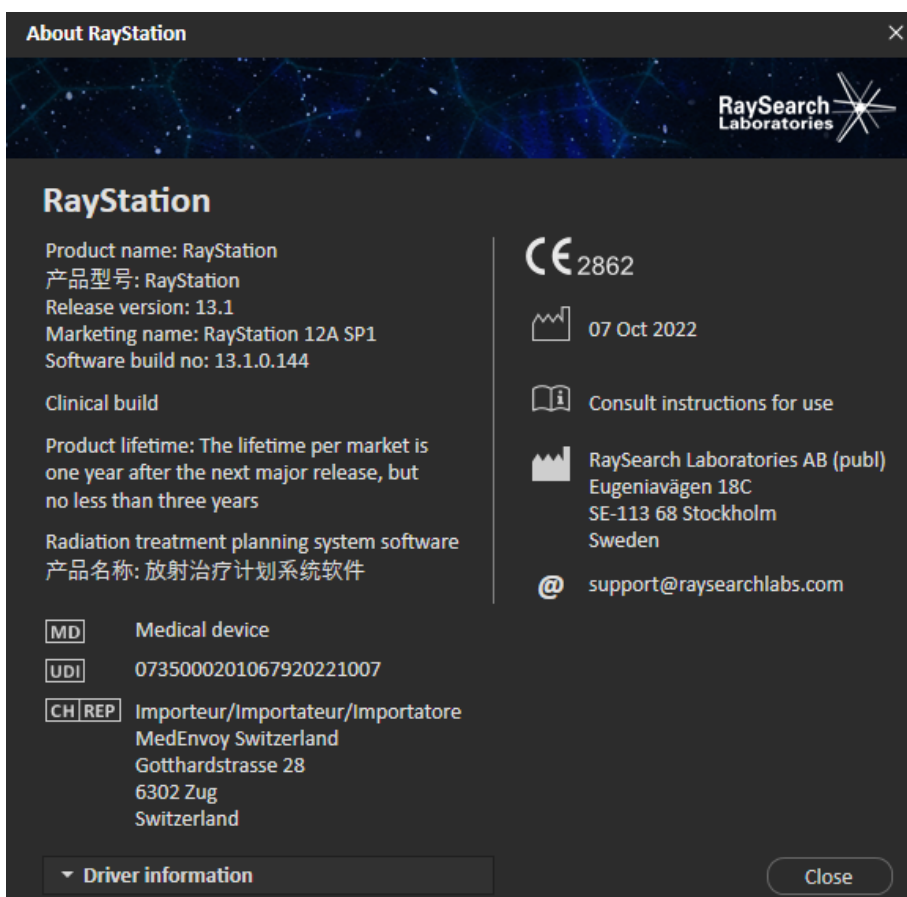 About RayStation
RaySearch
Laboratories
RayStation
Product name: RayStation
产品型号: RayStation
Release version: 13.1
Marketing name: RayStation 12A SP1
Software build no: 13.1.0.144
Clinical build
Product lifetime: The lifetime per market is
one year after the next major release, but
no less than three years
Radiation treatment planning system software
产品名称: 放射治疗计划系统软件
MD Medical device
UDI 0735000201067920221007
CH REP Importeur/Importateur/Importatore
MedEnvoy Switzerland
Gotthardstrasse 28
6302 Zug
Switzerland
CE 2862
07 Oct 2022
Consult instructions for use
RaySearch Laboratories AB (publ)
Eugeniavägen 18C
SE-113 68 Stockholm
Sweden
@ support@raysearchlabs.com
Driver information
Close